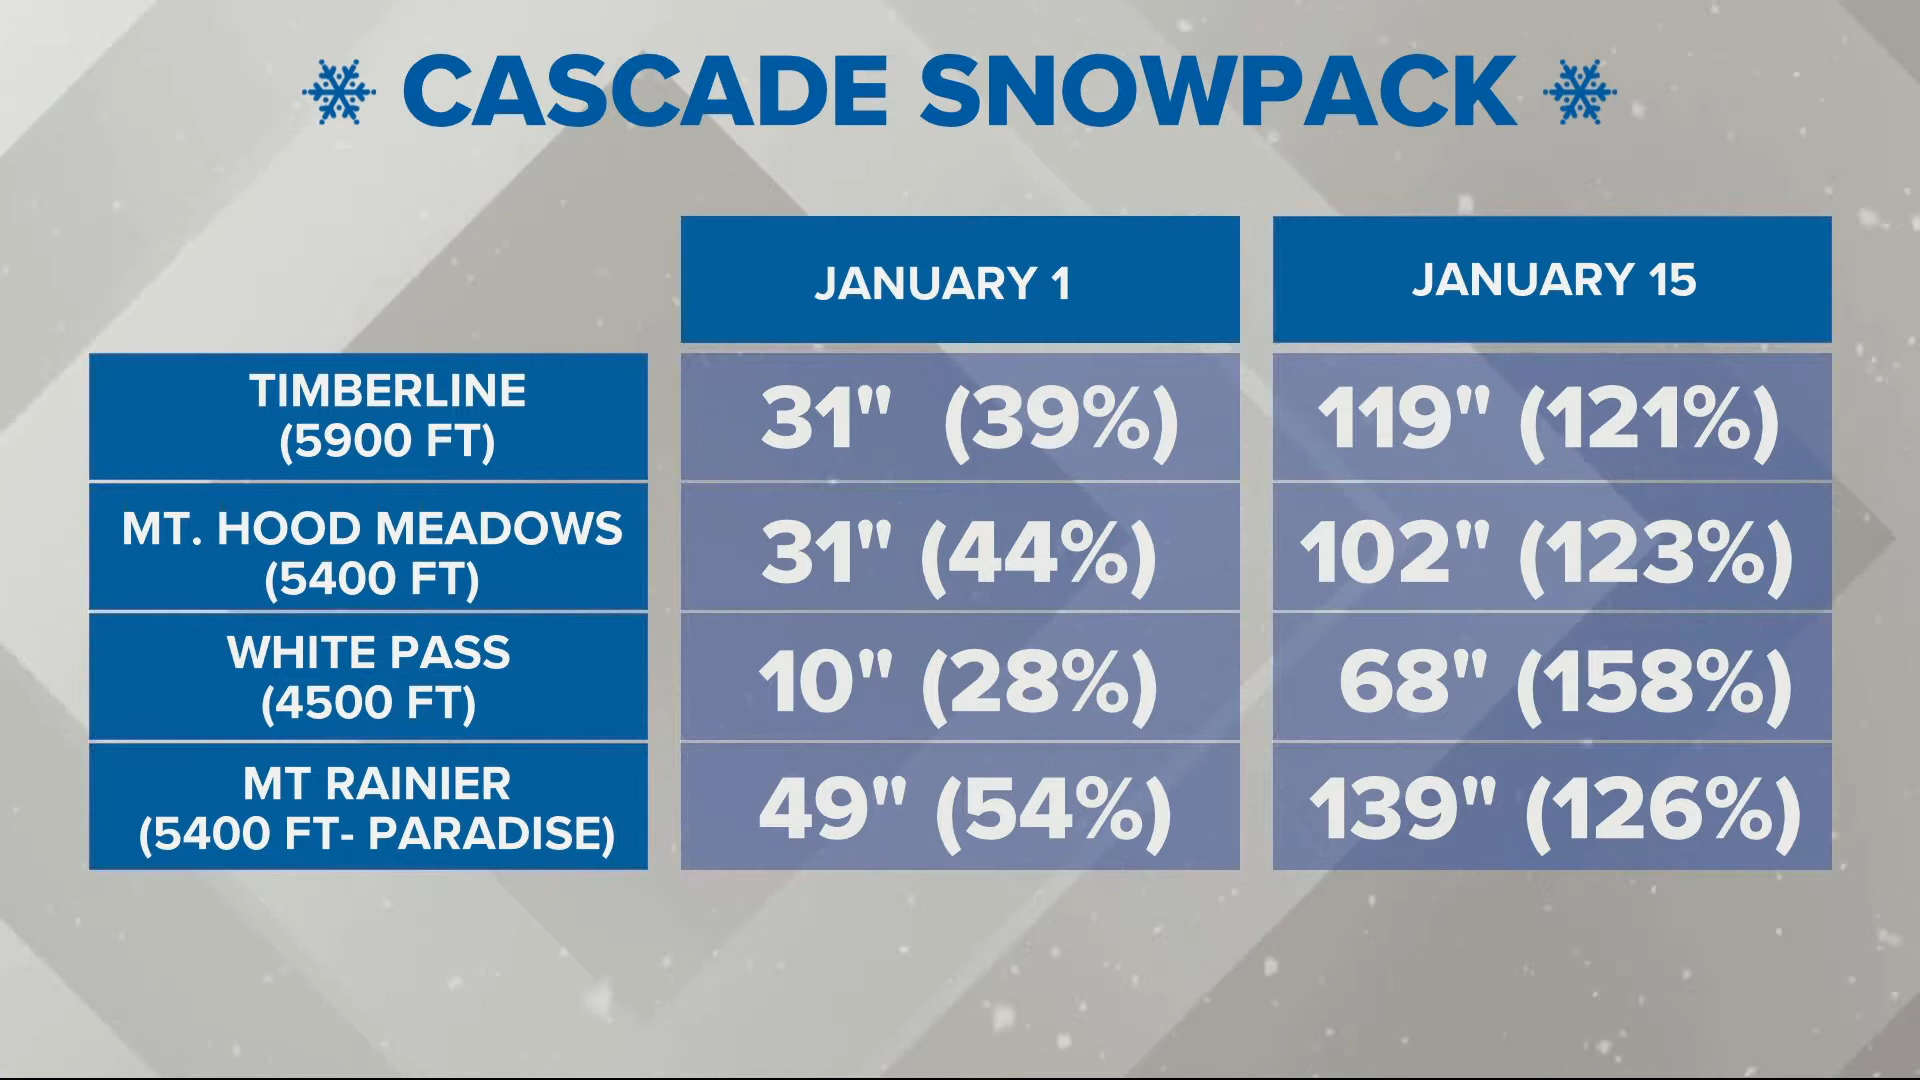 CASCADE SNOWPACK
JANUARY 1
JANUARY 15
TIMBERLINE
(5900 FT)
31" (39%)
119" (121%)
MT. HOOD MEADOWS
(5400 FT)
31" (44%)
102" (123%)
WHITE PASS
(4500 FT)
10" (28%)
68" (158%)
MT RAINIER
(5400 FT- PARADISE)
49" (54%)
139" (126%)